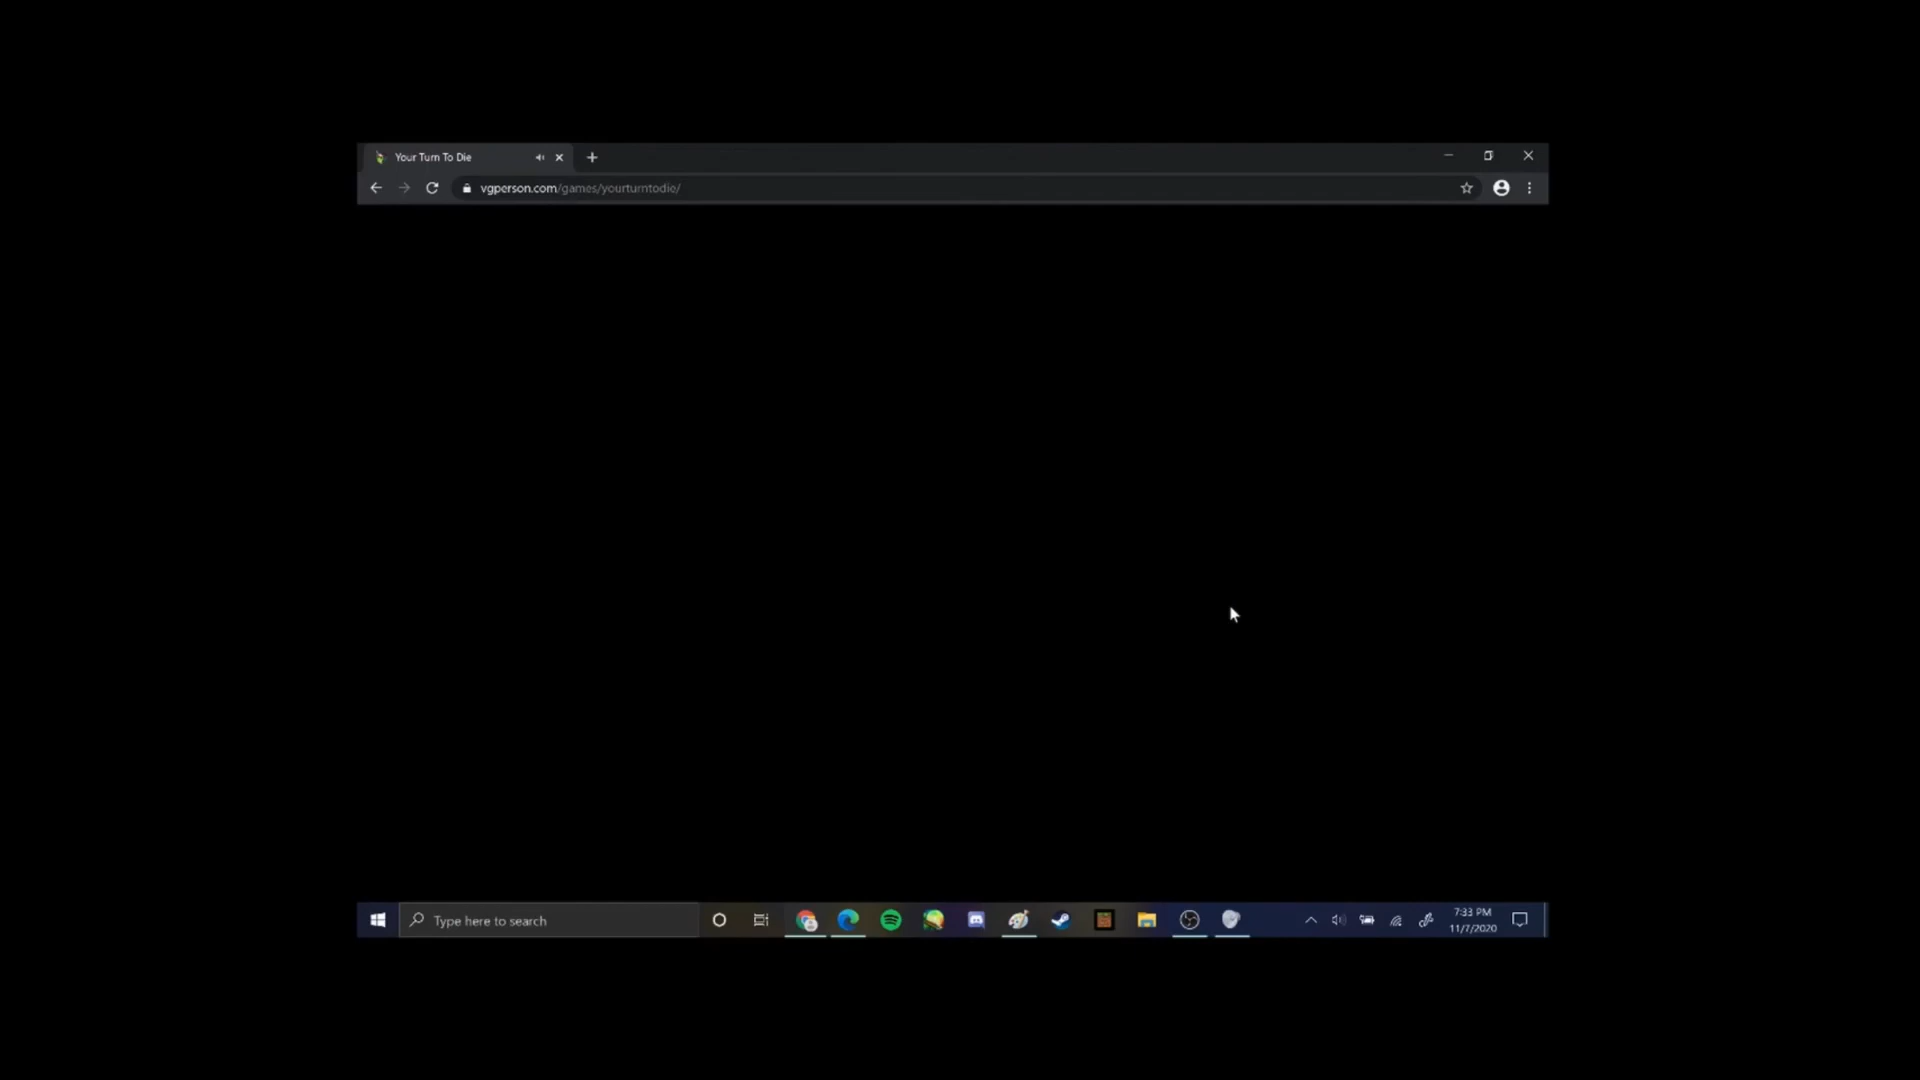 Your Turn To Die
vgperson.com/games/yourturntodie/
Type here to search
7:33 PM
11/7/2020